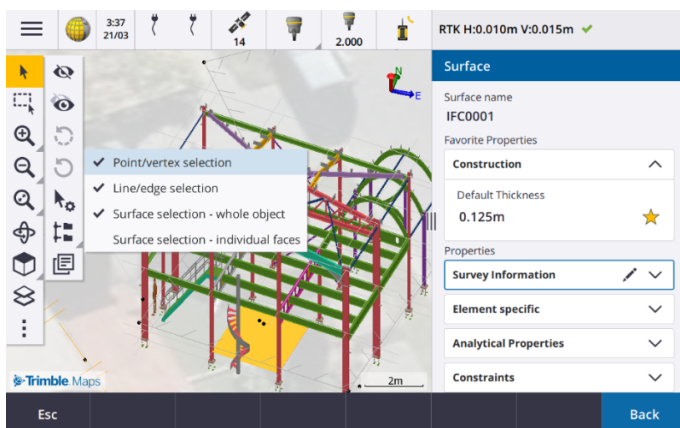 3:37
21/03
14
2.000
RTK H:0.010m V:0.015m
N
E
Point/vertex selection
Line/edge selection
Surface selection - whole object
Surface selection - individual faces
Trimble. Maps
2m
Surface
Surface name
IFC0001
Favorite Properties
Construction
Default Thickness
0.125m
Properties
Survey Information
Element specific
Analytical Properties
Constraints
Esc
Back